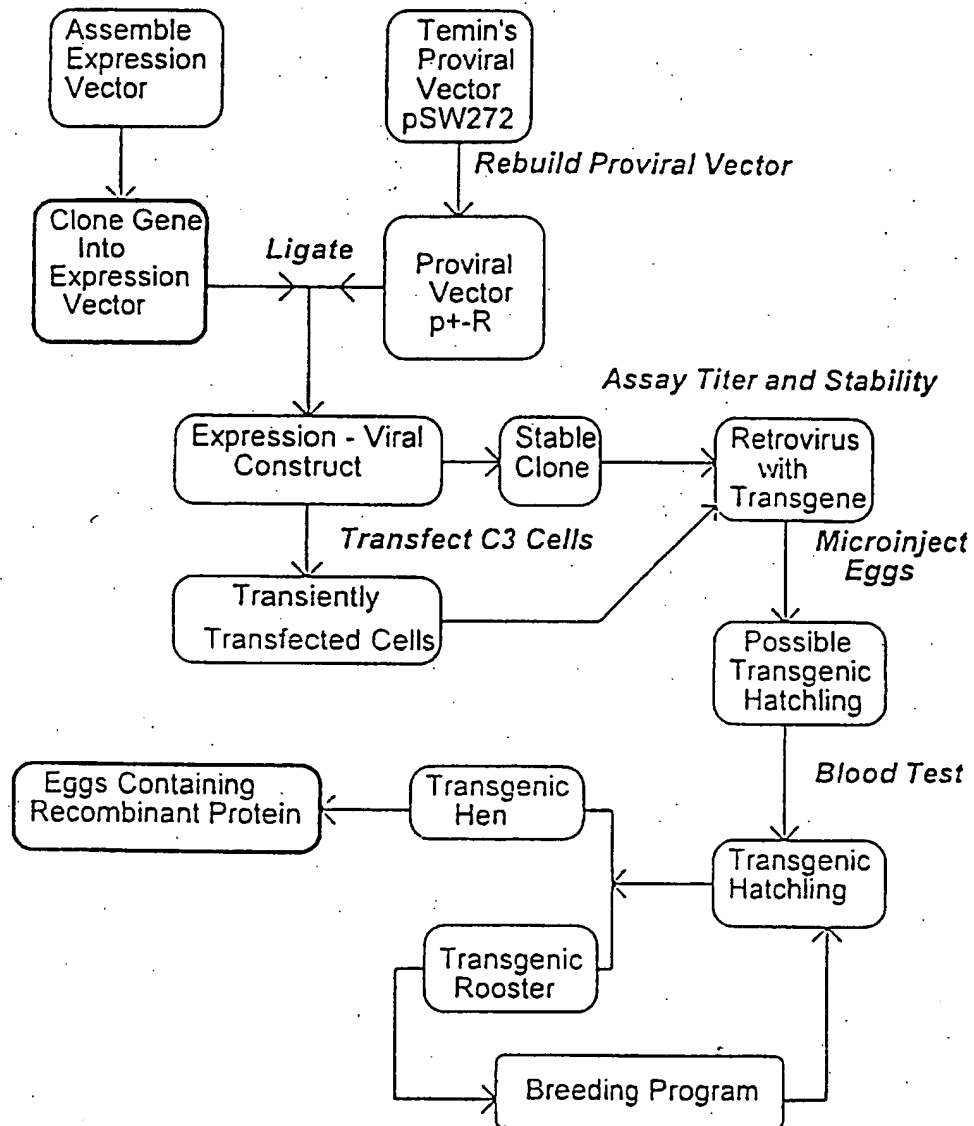 Assemble
Expression
Vector
Temin's
Proviral
Vector
pSW272
Rebuild Proviral Vector
Clone Gene
Into
Expression
Vector
Ligate
Proviral
Vector
p+-R
Assay Titer and Stability
Expression - Viral
Construct
Stable
Clone
Retrovirus
with
Transgene
Transfect C3 Cells
Microinject
Eggs
Transiently
Transfected Cells
Possible
Transgenic
Hatchling
Blood Test
Eggs Containing
Recombinant Protein
Transgenic
Hen
Transgenic
Hatchling
Transgenic
Rooster
Breeding Program